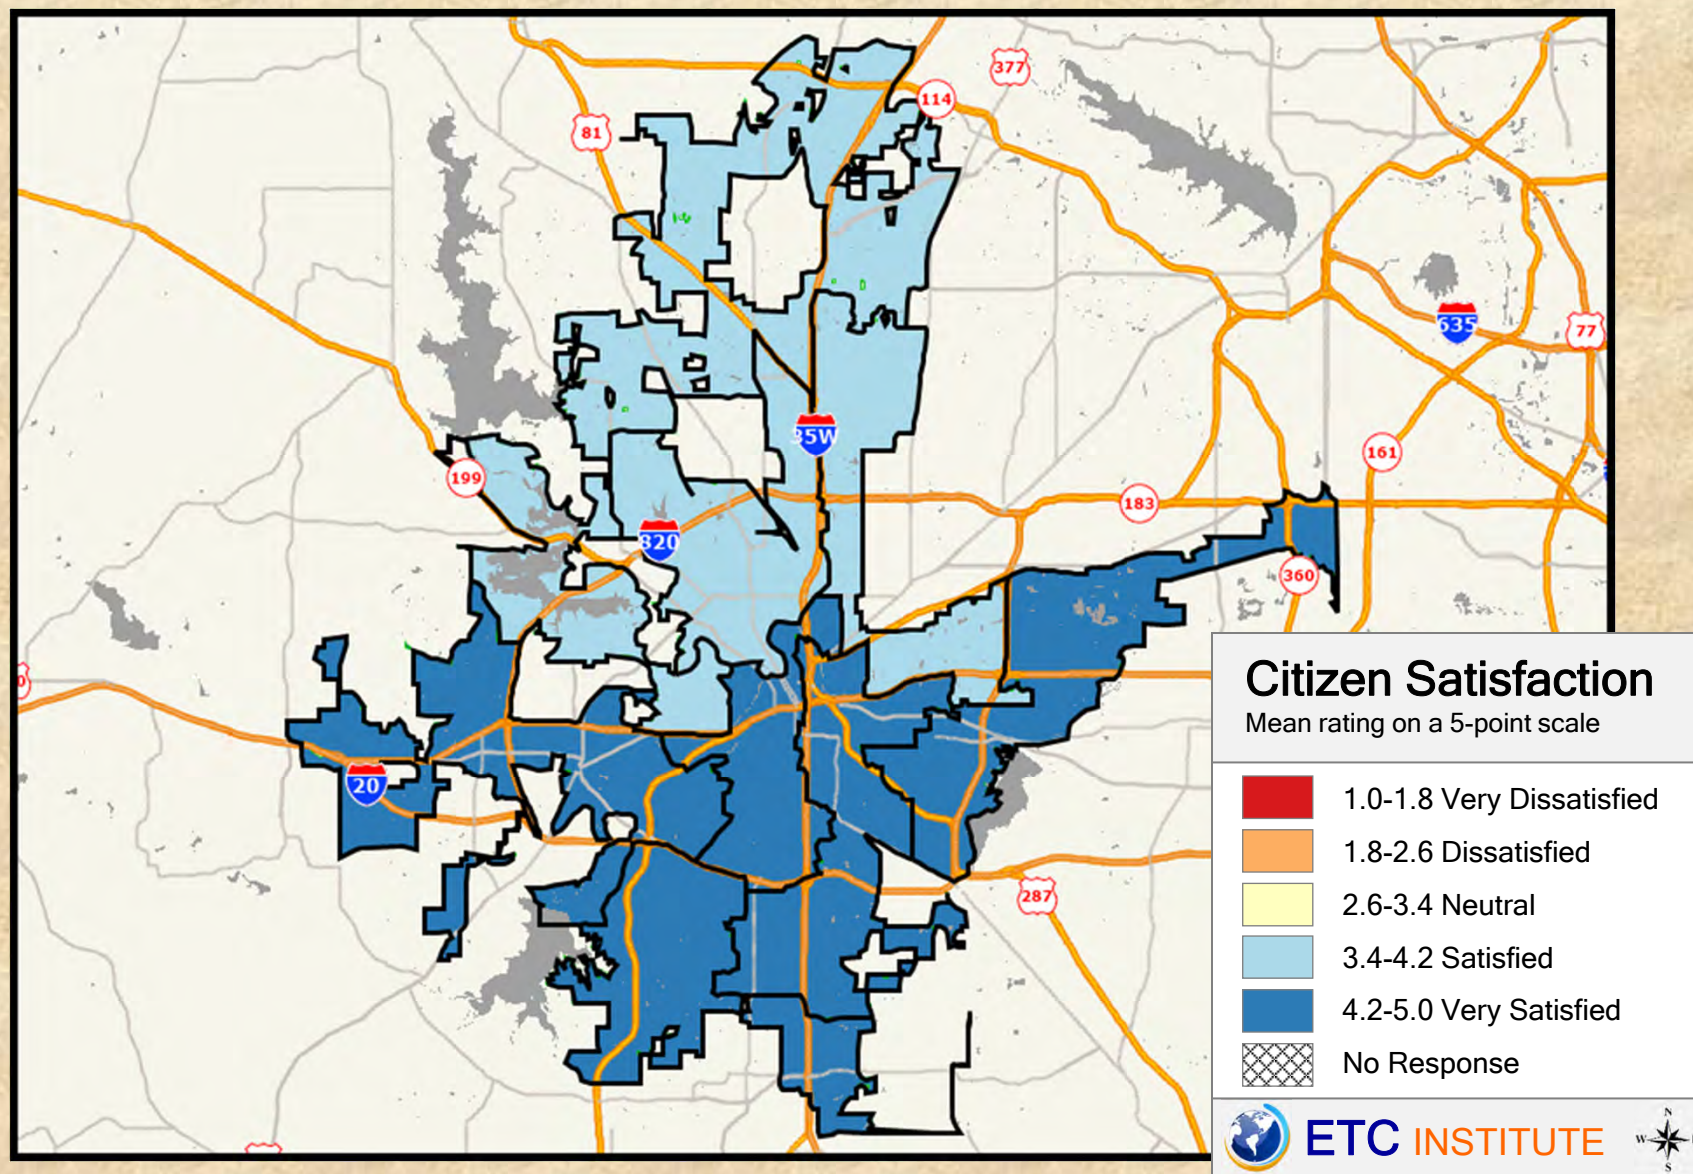 377
114
81
635
77
35W
161
199
183
820
360
20
287
Citizen Satisfaction
Mean rating on a 5-point scale
1.0-1.8 Very Dissatisfied
1.8-2.6 Dissatisfied
2.6-3.4 Neutral
3.4-4.2 Satisfied
4.2-5.0 Very Satisfied
No Response
ETC INSTITUTE
N
W
S